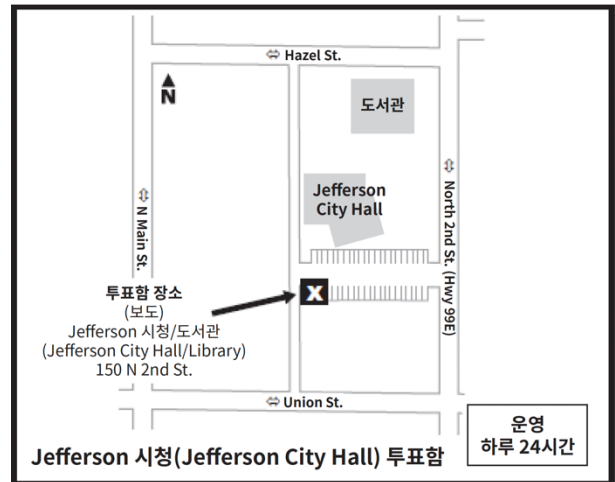 ⇔ Hazel St.
N
도서관
Jefferson
City Hall
⇔ N Main St.
⇔ North 2nd St. (Hwy 99E)
투표함 장소
(보도)
Jefferson 시청/도서관
(Jefferson City Hall/Library)
150 N 2nd St.
X
⇔ Union St.
운영
하루 24시간
Jefferson 시청(Jefferson City Hall) 투표함